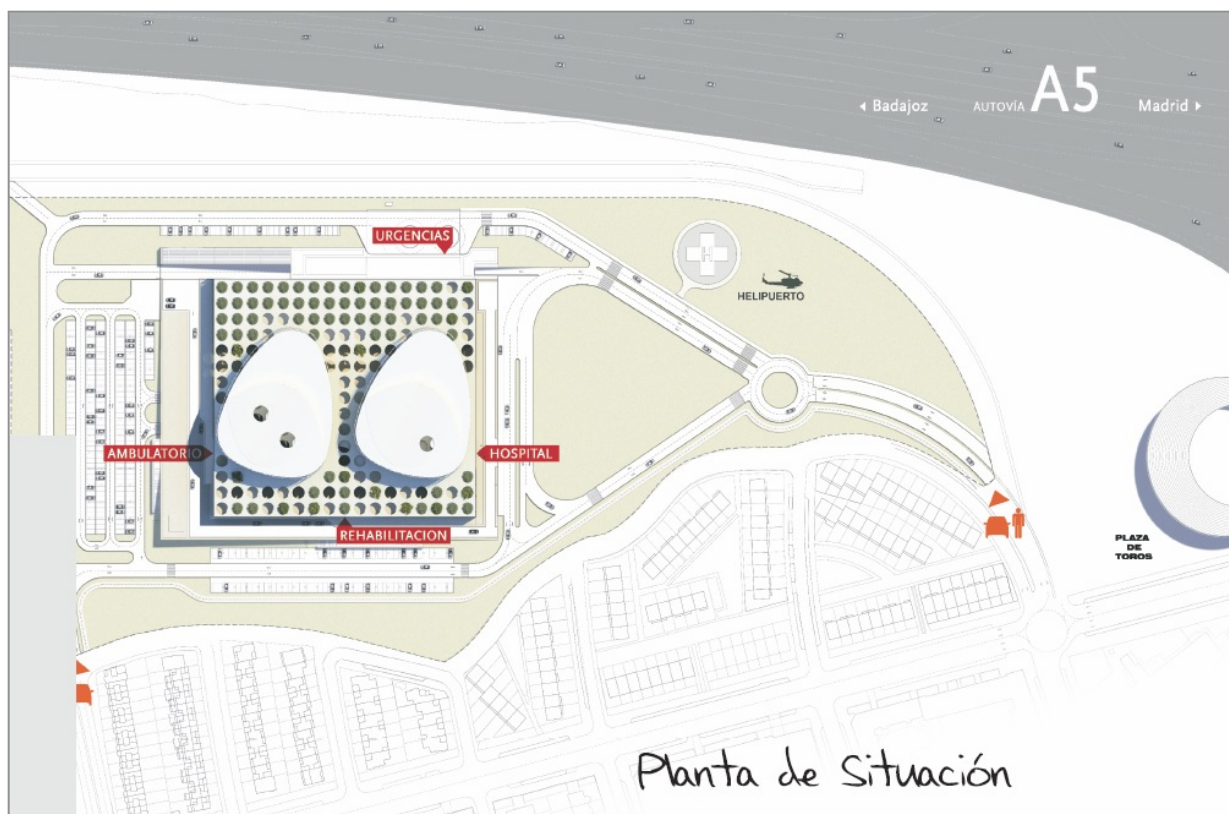 ◂ Badajoz AUTOVÍA A5 Madrid ▸
URGENCIAS
H
HELIPUERTO
AMBULATORIO
HOSPITAL
REHABILITACION
PLAZA
DE
TOROS
Planta de Situación